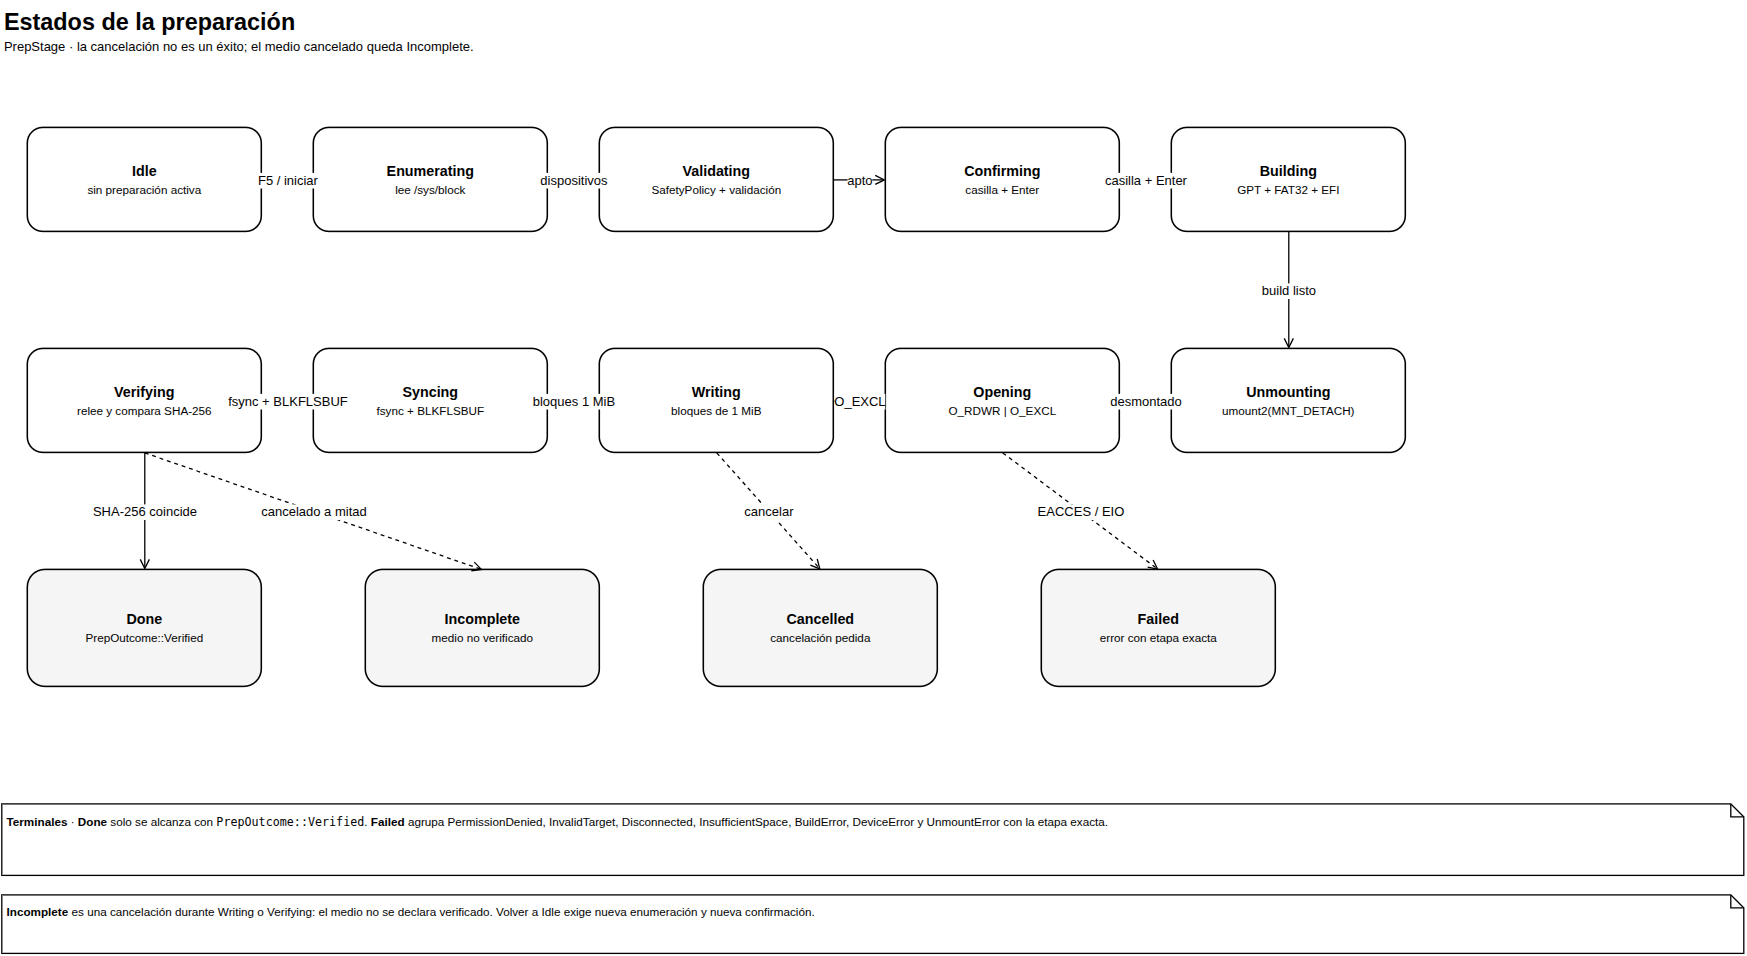 Estados de la preparación
PrepStage · la cancelación no es un éxito; el medio cancelado queda Incomplete.
Idle
sin preparación activa
F5 / iniciar
Enumerating
lee /sys/block
dispositivos
Validating
SafetyPolicy + validación
apto
Confirming
casilla + Enter
casilla + Enter
Building
GPT + FAT32 + EFI
build listo
Verifying
relee y compara SHA-256
fsync + BLKFLSBUF
Syncing
fsync + BLKFLSBUF
bloques 1 MiB
Writing
bloques de 1 MiB
O_EXCL
Opening
O_RDWR | O_EXCL
desmontado
Unmounting
umount2(MNT_DETACH)
SHA-256 coincide
cancelado a mitad
cancelar
EACCES / EIO
Done
PrepOutcome::Verified
Incomplete
medio no verificado
Cancelled
cancelación pedida
Failed
error con etapa exacta
Terminales · Done solo se alcanza con PrepOutcome::Verified. Failed agrupa PermissionDenied, InvalidTarget, Disconnected, InsufficientSpace, BuildError, DeviceError y UnmountError con la etapa exacta.
Incomplete es una cancelación durante Writing o Verifying: el medio no se declara verificado. Volver a Idle exige nueva enumeración y nueva confirmación.